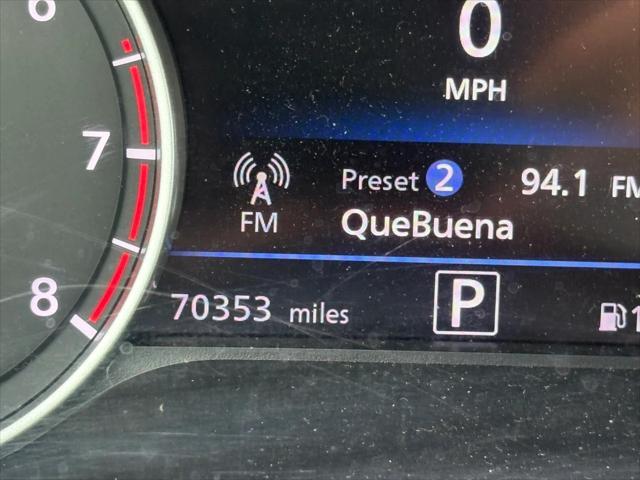 6
7
8
0
MPH
FM
Preset 2 94.1 FM
QueBuena
70353 miles
P